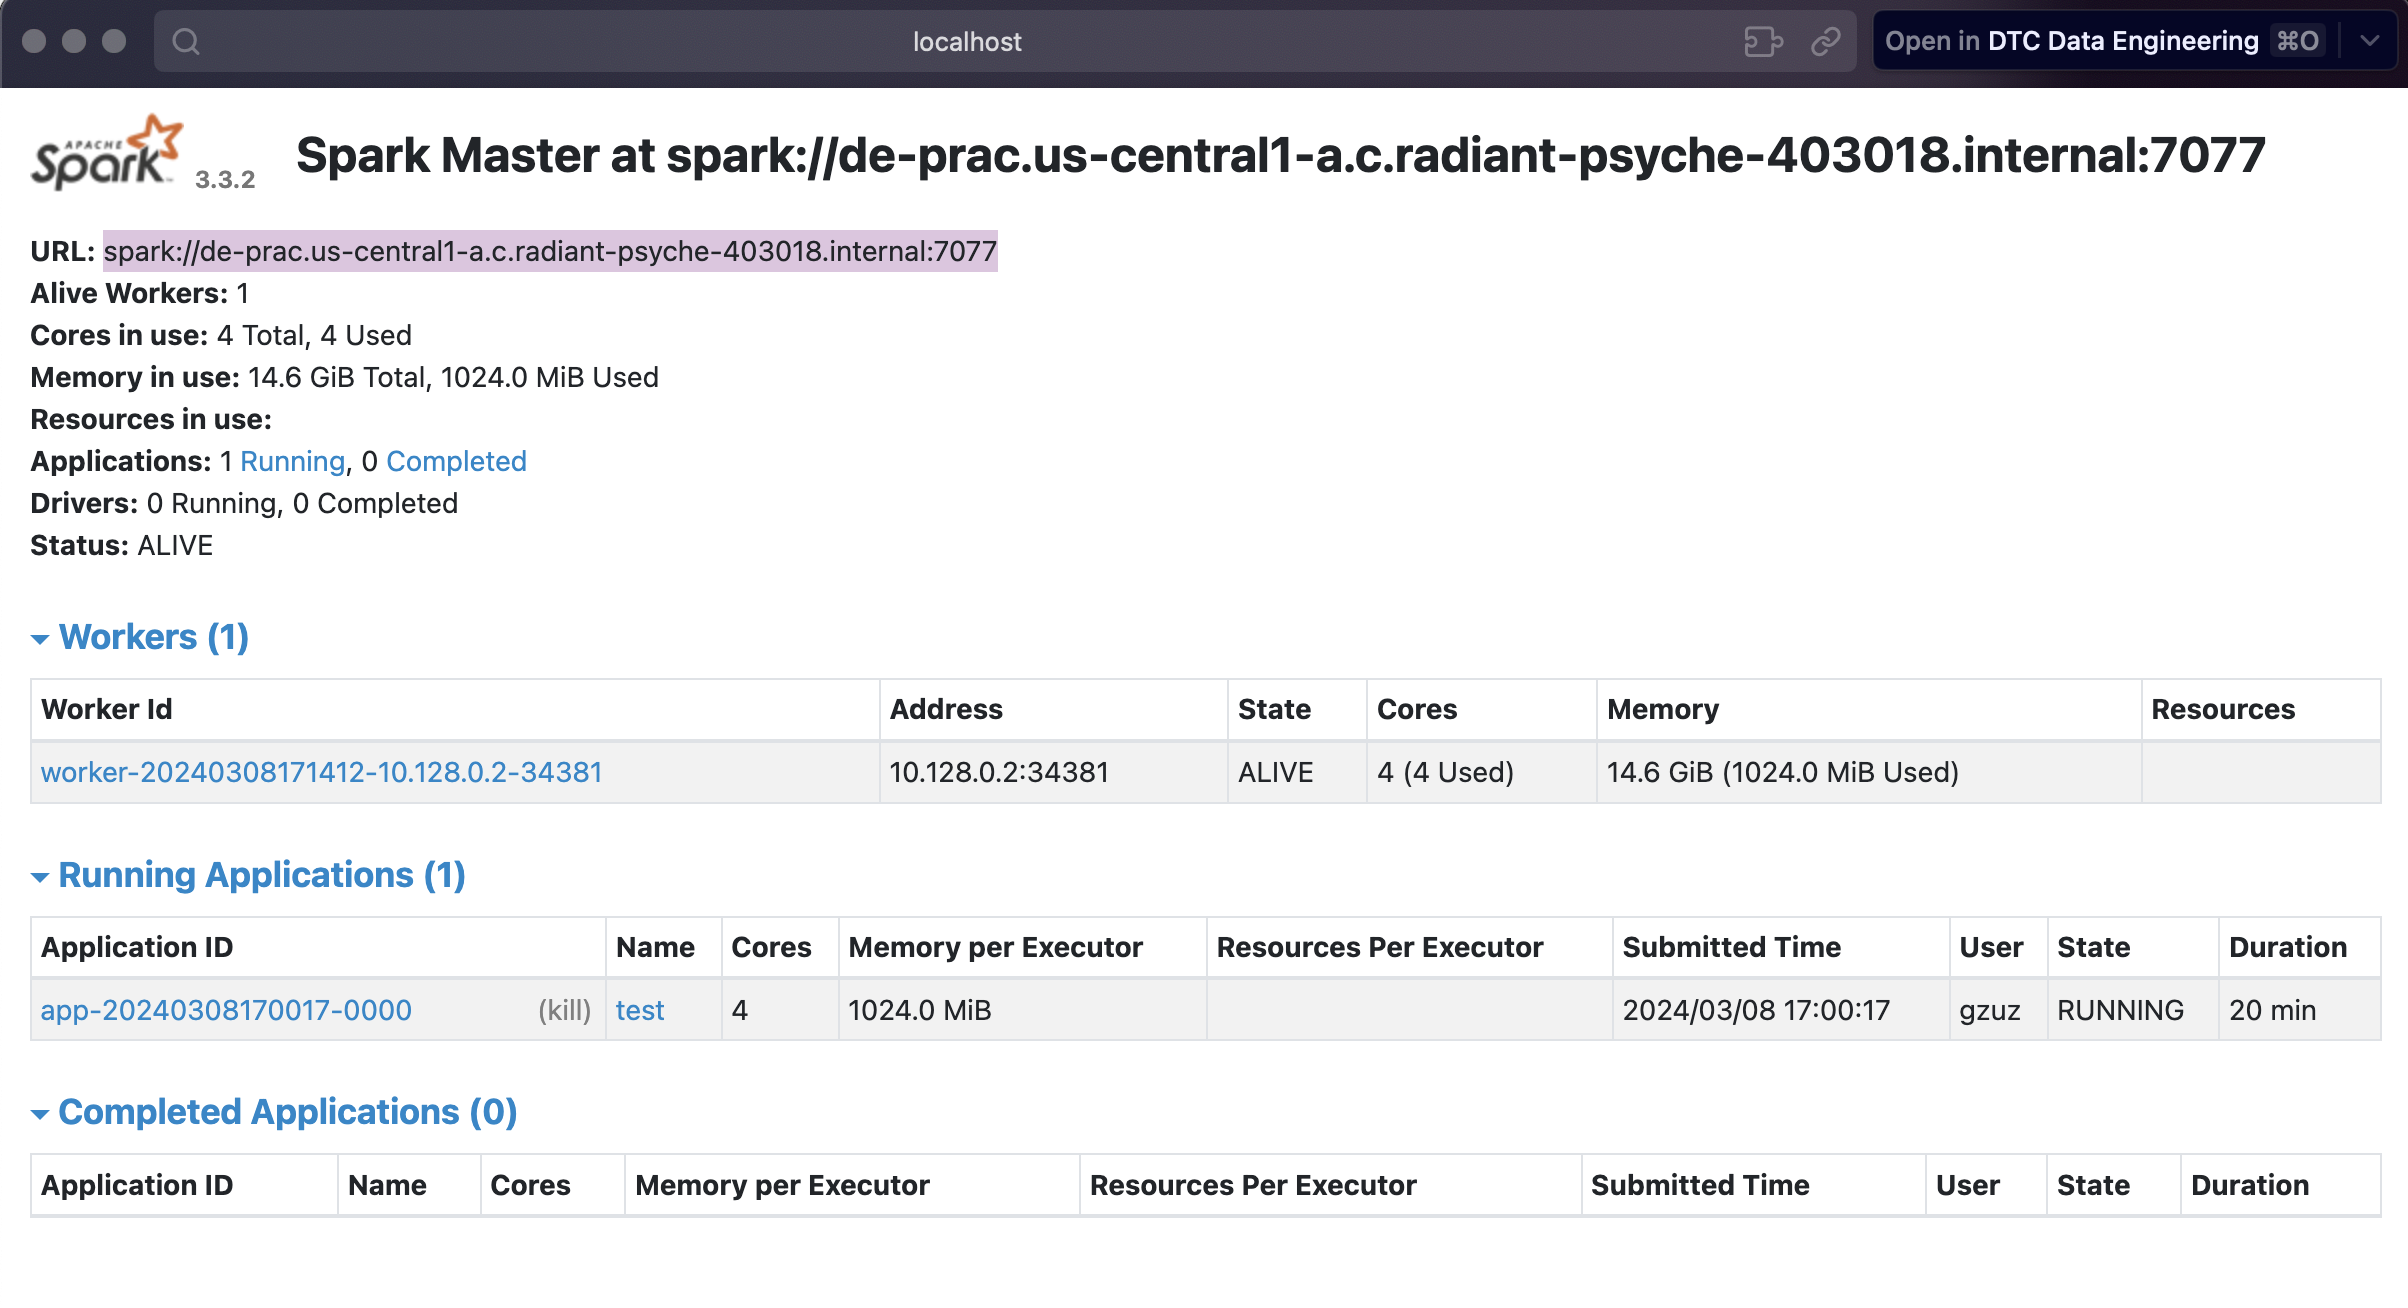 localhost
Open in DTC Data Engineering ⌘O
APACHE
Spark™ 3.3.2
Spark Master at spark://de-prac.us-central1-a.c.radiant-psyche-403018.internal:7077
URL: spark://de-prac.us-central1-a.c.radiant-psyche-403018.internal:7077
Alive Workers: 1
Cores in use: 4 Total, 4 Used
Memory in use: 14.6 GiB Total, 1024.0 MiB Used
Resources in use:
Applications: 1 Running, 0 Completed
Drivers: 0 Running, 0 Completed
Status: ALIVE
Workers (1)
Worker Id Address State Cores Memory Resources
worker-20240308171412-10.128.0.2-34381 10.128.0.2:34381 ALIVE 4 (4 Used) 14.6 GiB (1024.0 MiB Used)
Running Applications (1)
Application ID Name Cores Memory per Executor Resources Per Executor Submitted Time User State Duration
app-20240308170017-0000 (kill) test 4 1024.0 MiB 2024/03/08 17:00:17 gzuz RUNNING 20 min
Completed Applications (0)
Application ID Name Cores Memory per Executor Resources Per Executor Submitted Time User State Duration